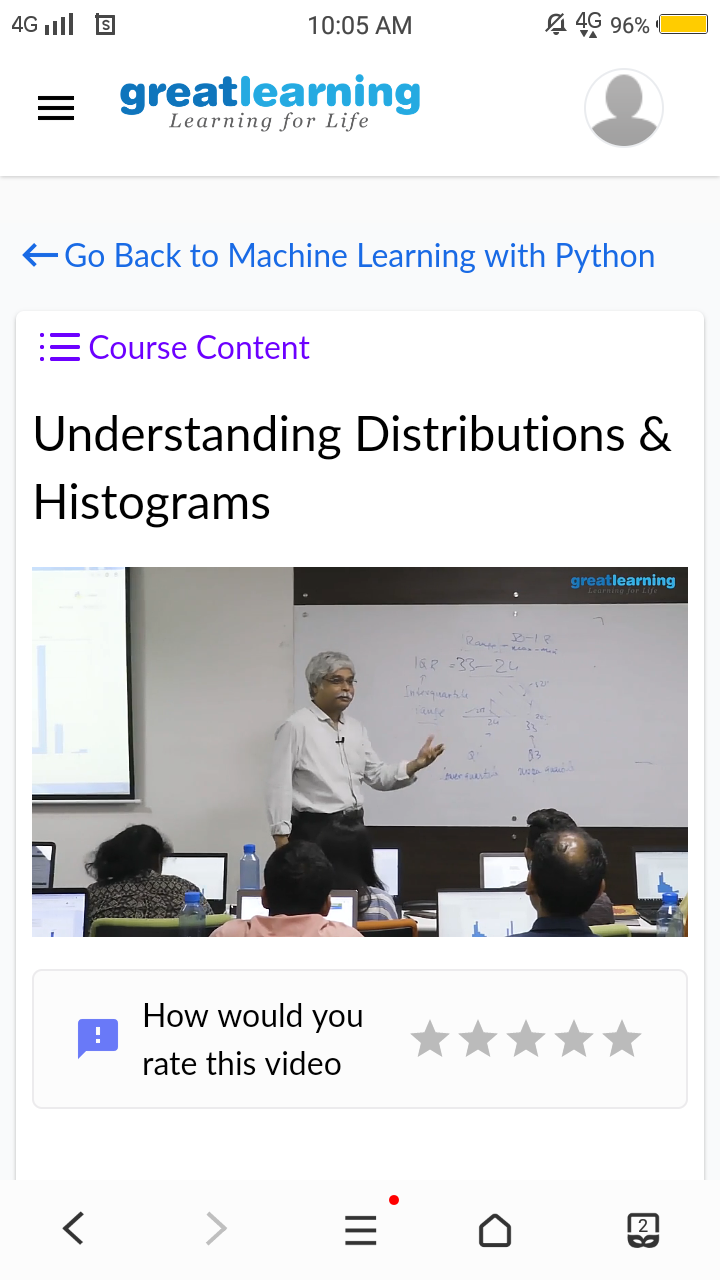 4G
S
10:05 AM
4G
96%
greatlearning
Learning for Life
Go Back to Machine Learning with Python
Course Content
Understanding Distributions &
Histograms
greatlearning
Learning for Life
IQR = 33-24
Interquartile
range
How would you
rate this video
2